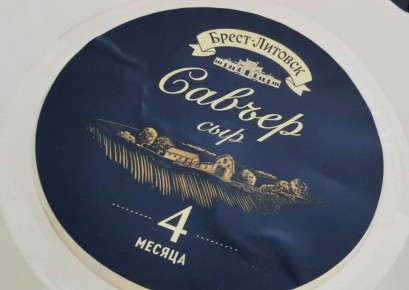 Брест-Литовск
Савъер
сыр
4
МЕСЯЦА